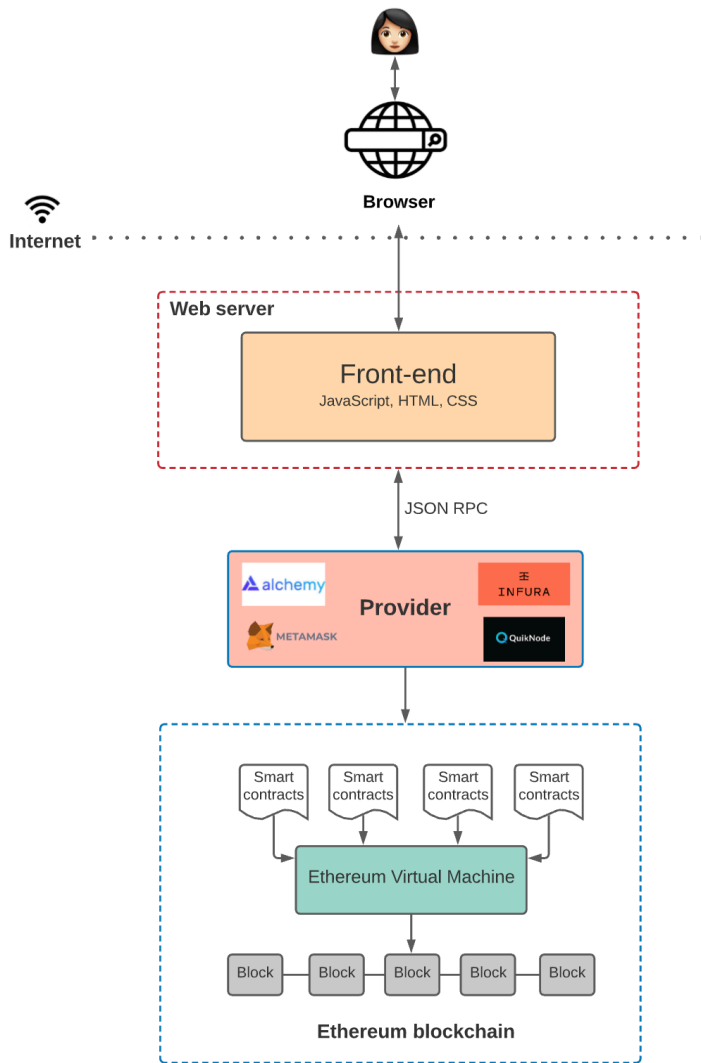 Browser
Internet
Web server
Front-end
JavaScript, HTML, CSS
JSON RPC
alchemy
INFURA
Provider
METAMASK
QuikNode
Smart
contracts
Smart
contracts
Smart
contracts
Smart
contracts
Ethereum Virtual Machine
Block
Block
Block
Block
Block
Ethereum blockchain